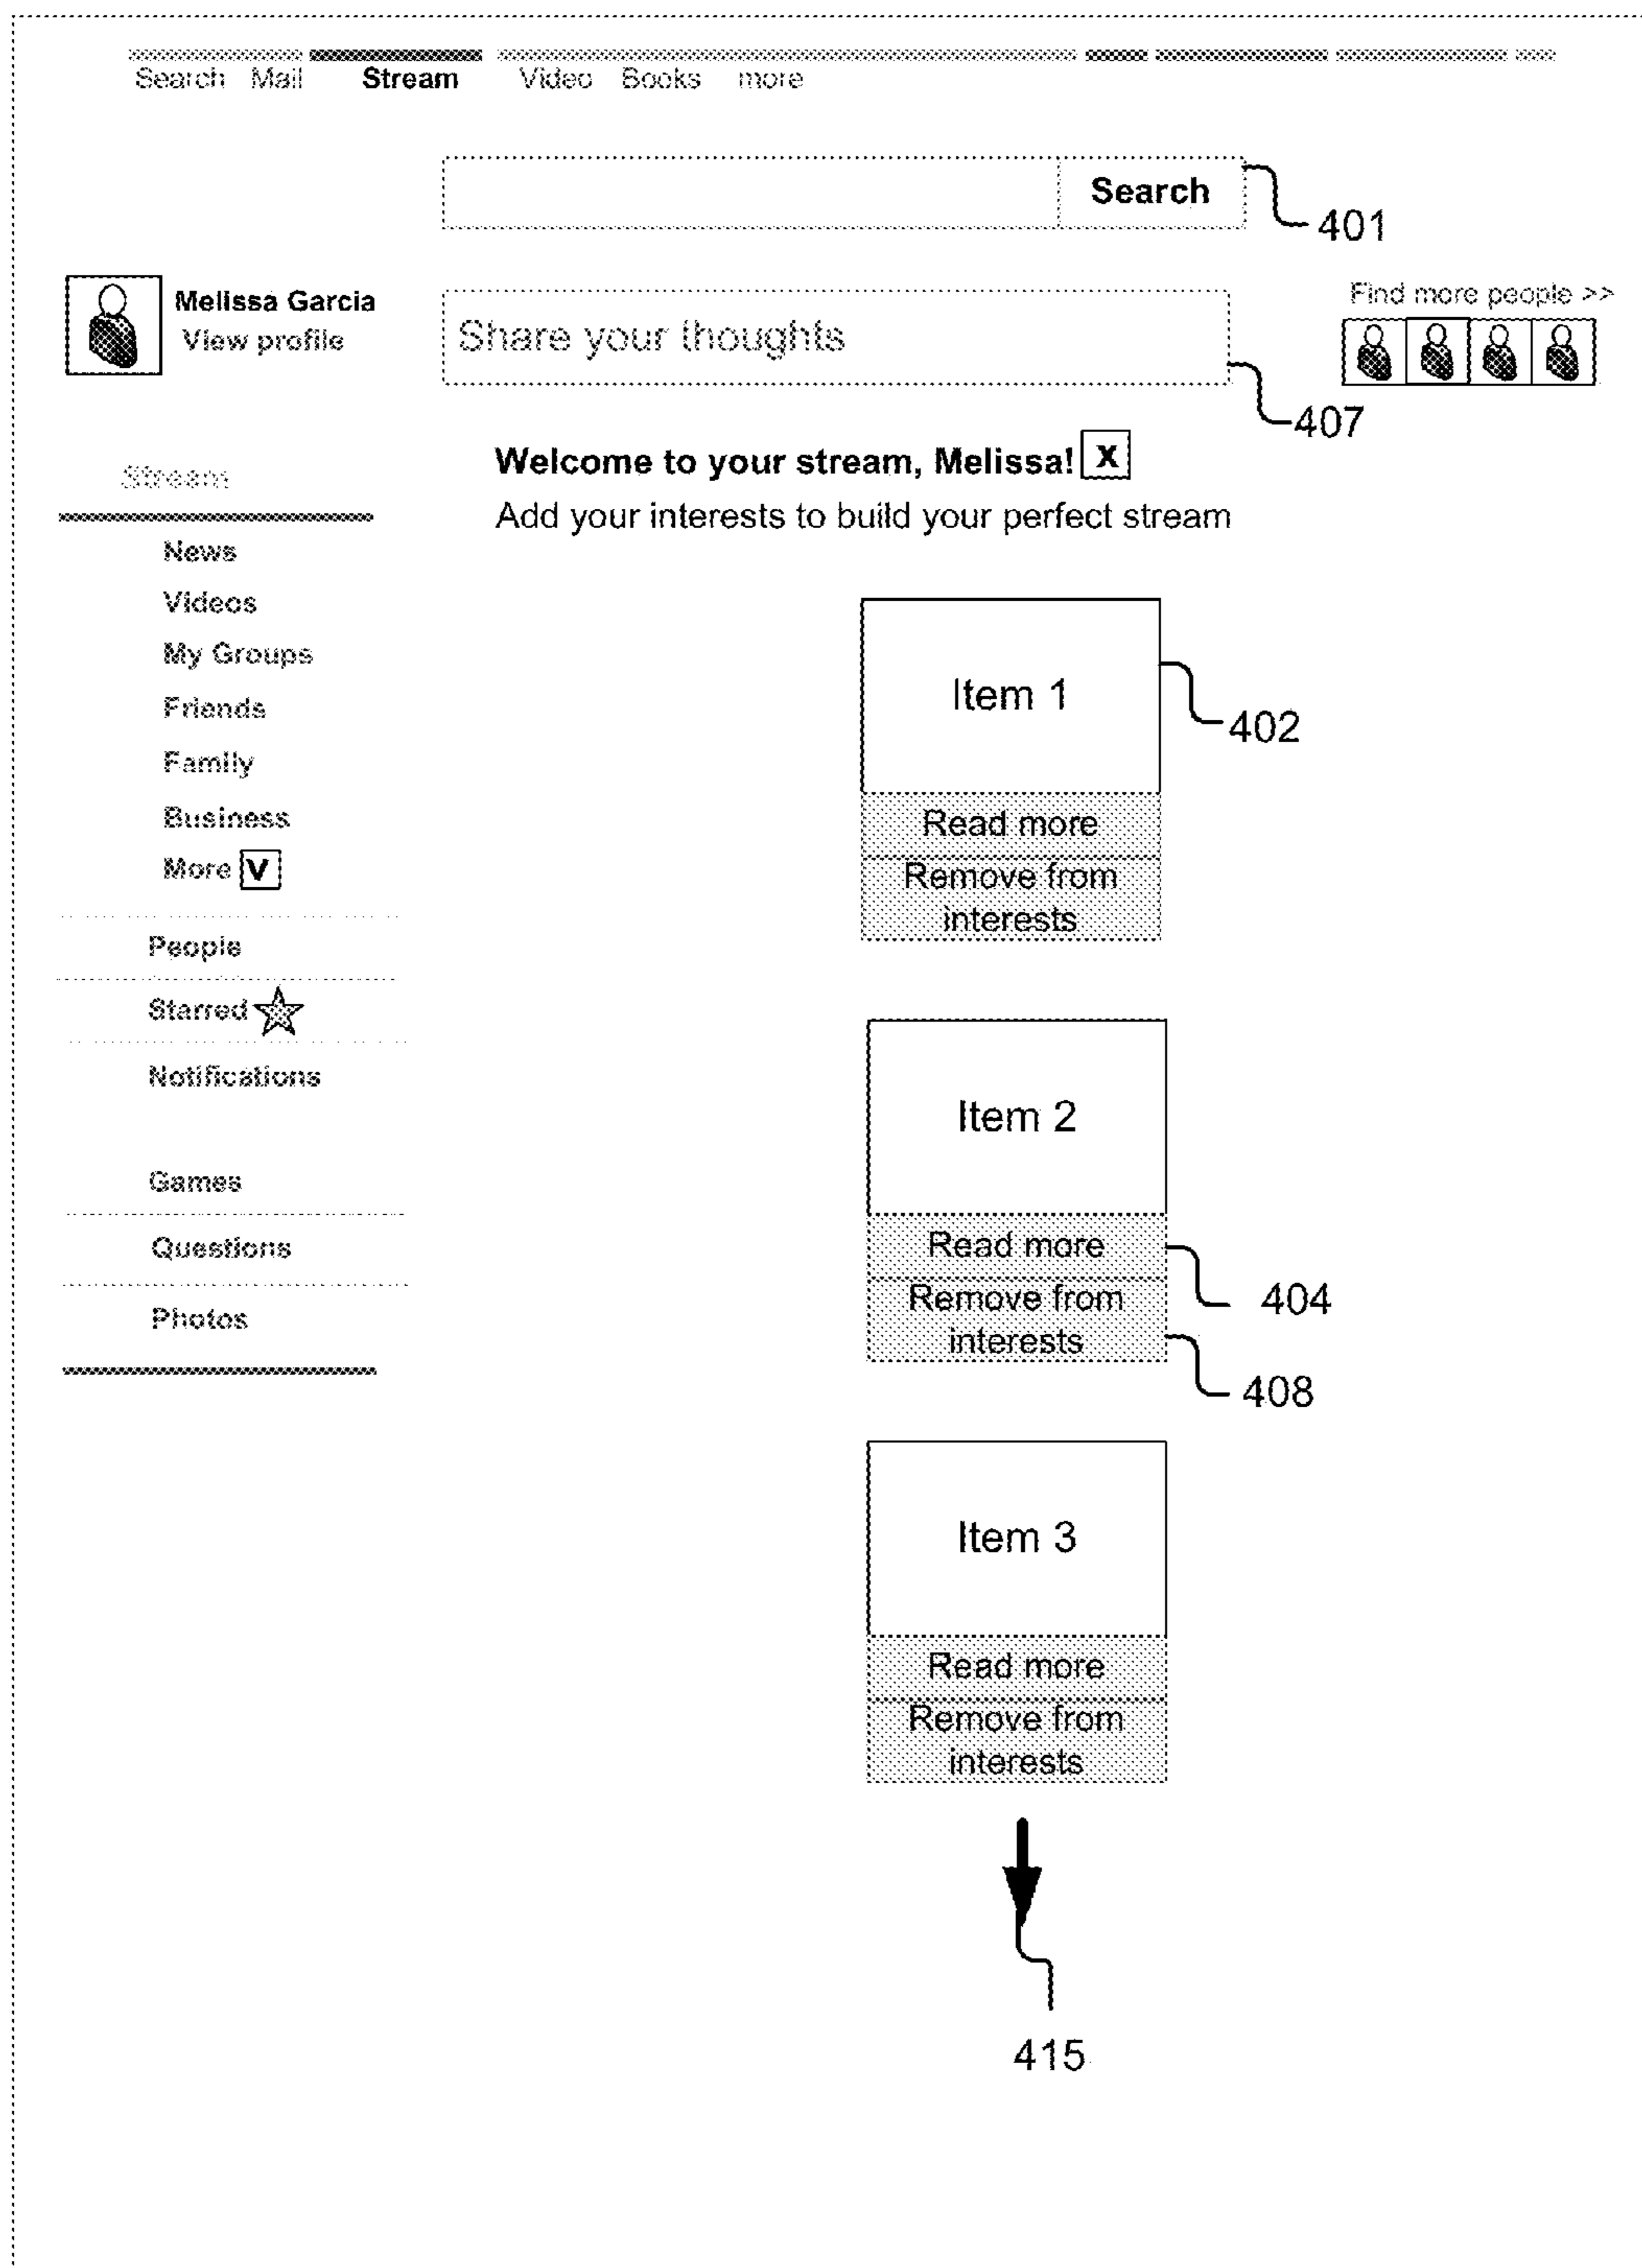 Search Mail Stream Video Books more
Search
401
Melissa Garcia
View profile
Share your thoughts
407
Find more people >>
Welcome to your stream, Melissa! X
Add your interests to build your perfect stream
Stream
News
Videos
My Groups
Friends
Family
Business
More V
People
Starred
Notifications
Games
Questions
Photos
Item 1
402
Read more
Remove from
interests
Item 2
Read more
404
Remove from
interests
408
Item 3
Read more
Remove from
interests
415